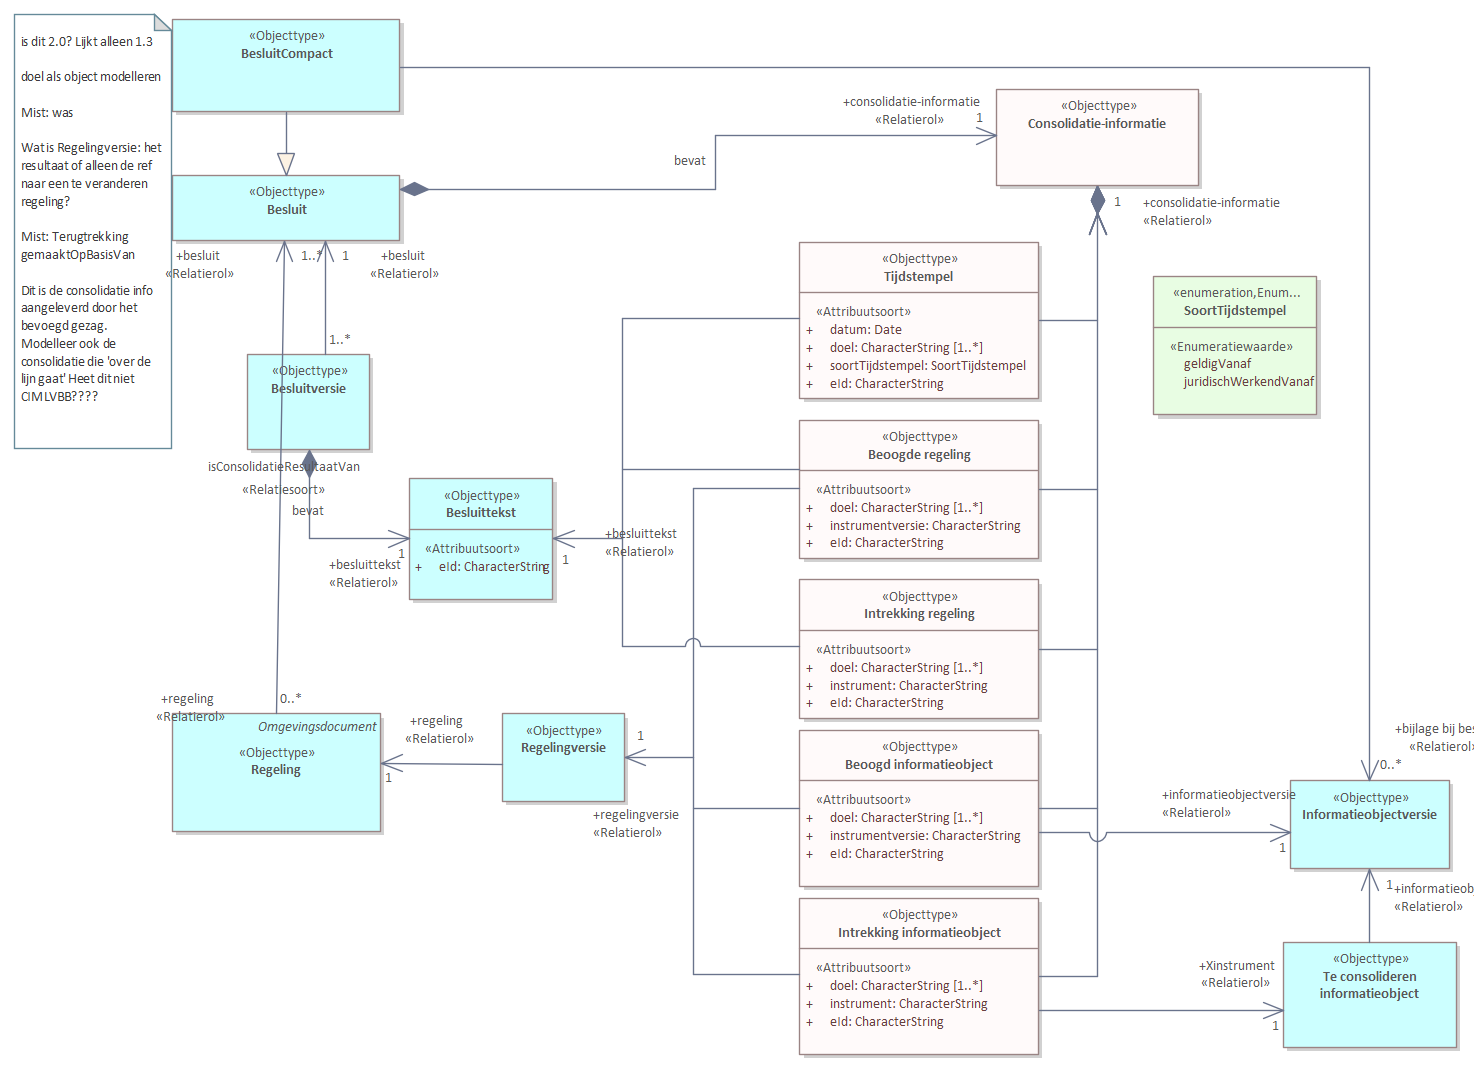 is dit 2.0? Lijkt alleen 1.3
doel als object modelleren
Mist: was
Wat is Regelingversie: het
resultaat of alleen de ref
naar een te veranderen
regeling?
Mist: Terugtrekking
gemaaktOpBasisVan
Dit is de consolidatie info
aangeleverd door het
bevoegd gezag.
Modelleer ook de
consolidatie die 'over de
lijn gaat' Heet dit niet
CIMLVBB????
«Objecttype»
BesluitCompact
«Objecttype»
Besluit
+besluit
«Relatierol»
1..*
1
+besluit
«Relatierol»
1..*
«Objecttype»
Besluitversie
isConsolidatieResultaatVan
«Relatiesoort»
bevat
1
+besluittekst
«Relatierol»
«Objecttype»
Besluittekst
«Attribuutsoort»
+ eId: CharacterString
1
+besluittekst
«Relatierol»
bevat
+consolidatie-informatie
«Relatierol»
1
«Objecttype»
Consolidatie-informatie
1
+consolidatie-informatie
«Relatierol»
«Objecttype»
Tijdstempel
«Attribuutsoort»
+ datum: Date
+ doel: CharacterString [1..*]
+ soortTijdstempel: SoortTijdstempel
+ eId: CharacterString
«enumeration,Enum...
SoortTijdstempel
«Enumeratiewaarde»
geldigVanaf
juridischWerkendVanaf
«Objecttype»
Beoogde regeling
«Attribuutsoort»
+ doel: CharacterString [1..*]
+ instrumentversie: CharacterString
+ eId: CharacterString
«Objecttype»
Intrekking regeling
«Attribuutsoort»
+ doel: CharacterString [1..*]
+ instrument: CharacterString
+ eId: CharacterString
+regeling
«Relatierol»
0..*
Omgevingsdocument
«Objecttype»
Regeling
+regeling
«Relatierol»
1
«Objecttype»
Regelingversie
1
+regelingversie
«Relatierol»
«Objecttype»
Beoogd informatieobject
«Attribuutsoort»
+ doel: CharacterString [1..*]
+ instrumentversie: CharacterString
+ eId: CharacterString
+informatieobjectversie
«Relatierol»
1
+bijlage bij bes
«Relatierol»
0..*
«Objecttype»
Informatieobjectversie
1
+informatieob
«Relatierol»
«Objecttype»
Intrekking informatieobject
«Attribuutsoort»
+ doel: CharacterString [1..*]
+ instrument: CharacterString
+ eId: CharacterString
+Xinstrument
«Relatierol»
1
«Objecttype»
Te consolideren
informatieobject